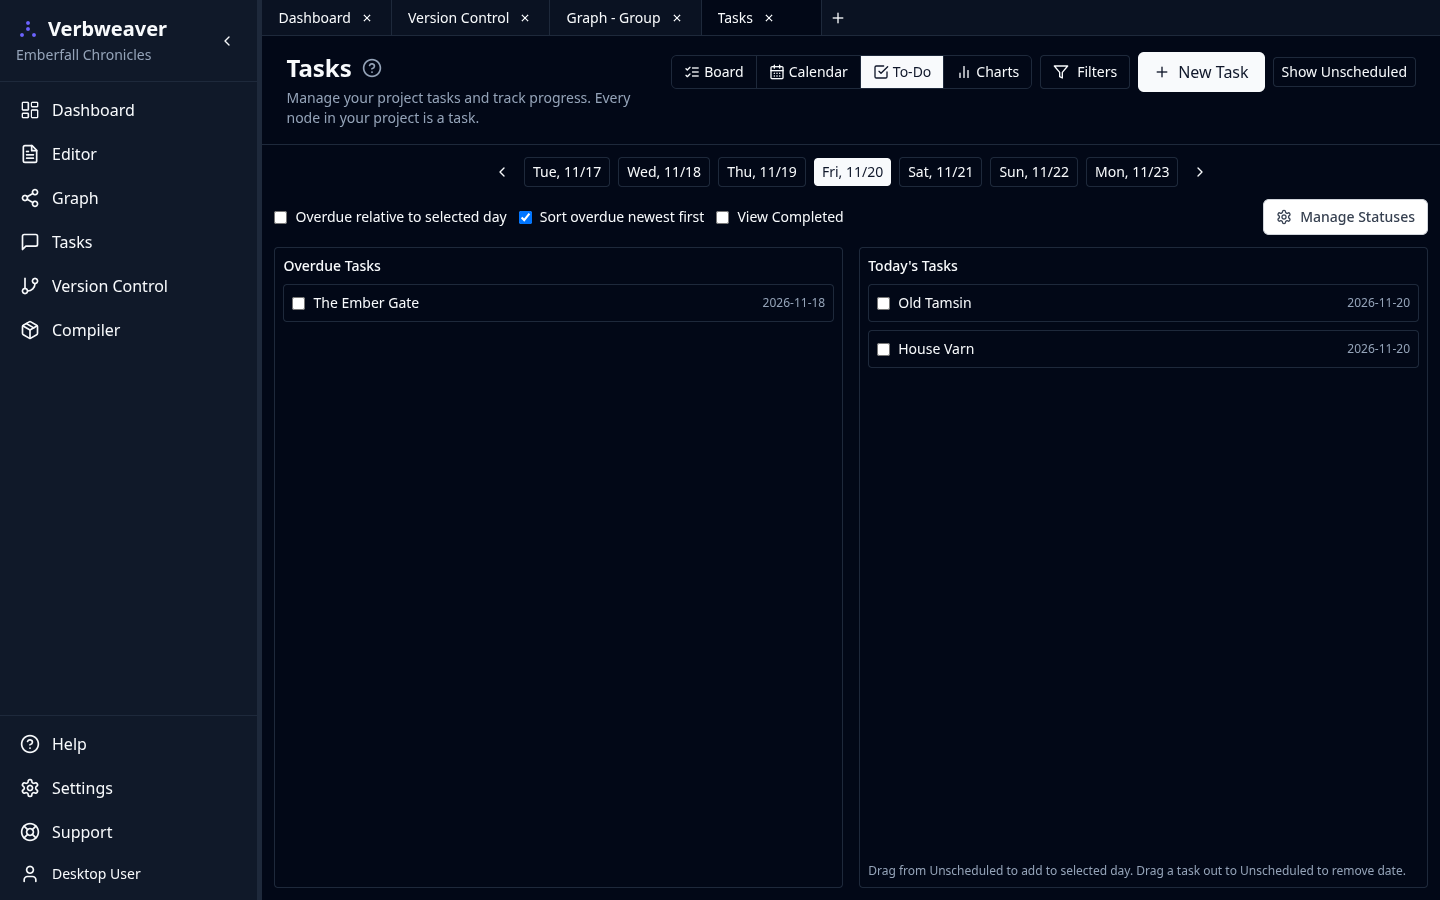 Verbweaver
Emberfall Chronicles
Dashboard
Editor
Graph
Tasks
Version Control
Compiler
Help
Settings
Support
Desktop User
Dashboard × Version Control × Graph - Group × Tasks × +
Tasks
Manage your project tasks and track progress. Every
node in your project is a task.
Board Calendar To-Do Charts Filters + New Task Show Unscheduled
Tue, 11/17 Wed, 11/18 Thu, 11/19 Fri, 11/20 Sat, 11/21 Sun, 11/22 Mon, 11/23
Overdue relative to selected day Sort overdue newest first View Completed Manage Statuses
Overdue Tasks
The Ember Gate 2026-11-18
Today's Tasks
Old Tamsin 2026-11-20
House Varn 2026-11-20
Drag from Unscheduled to add to selected day. Drag a task out to Unscheduled to remove date.